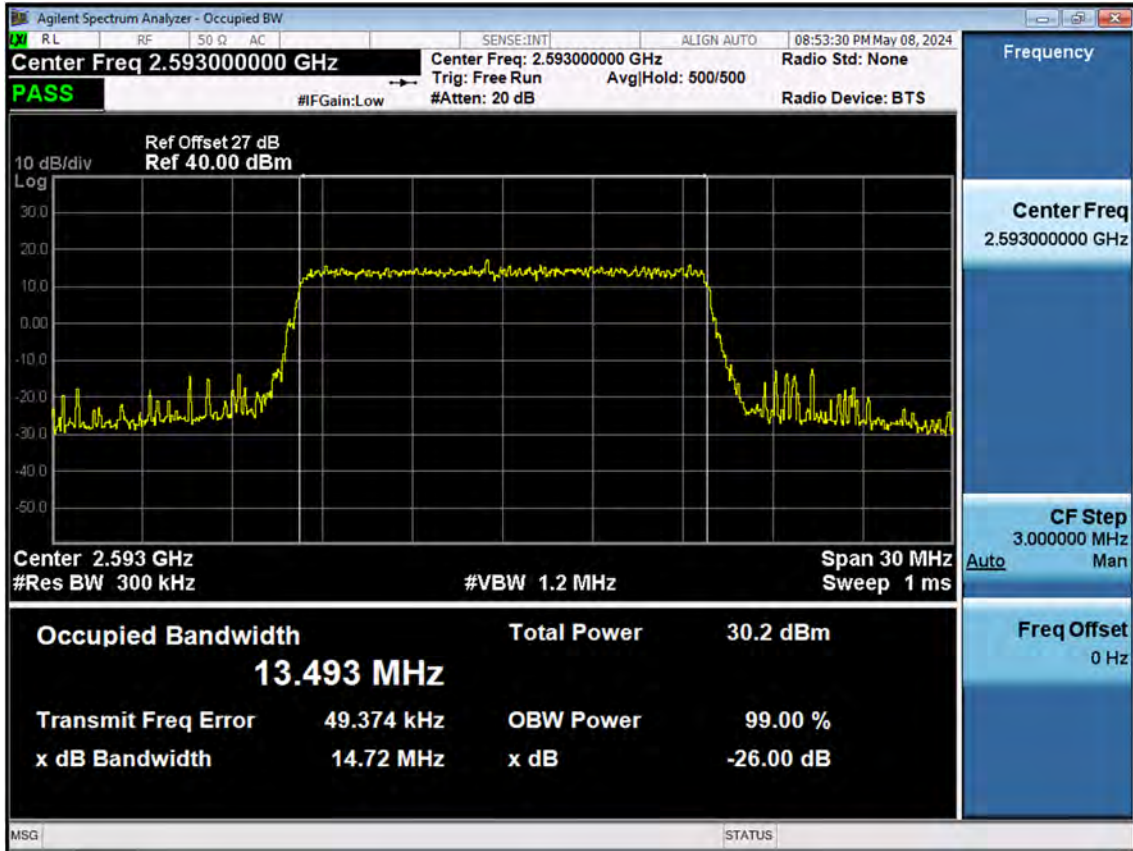 Agilent Spectrum Analyzer - Occupied BW
LXI RL RF 50 Ω AC SENSE:INT ALIGN AUTO 08:53:30 PM May 08, 2024
Center Freq 2.593000000 GHz
Center Freq: 2.593000000 GHz
Radio Std: None
Trig: Free Run Avg|Hold: 500/500
PASS
#IFGain:Low
#Atten: 20 dB
Radio Device: BTS
Ref Offset 27 dB
10 dB/div Ref 40.00 dBm
Log
30.0
20.0
10.0
0.00
-10.0
-20.0
-30.0
-40.0
-50.0
Center 2.593 GHz Span 30 MHz
#Res BW 300 kHz #VBW 1.2 MHz Sweep 1 ms
Occupied Bandwidth
13.493 MHz
Total Power 30.2 dBm
Transmit Freq Error 49.374 kHz OBW Power 99.00 %
x dB Bandwidth 14.72 MHz x dB -26.00 dB
MSG STATUS
Frequency
Center Freq
2.593000000 GHz
CF Step
3.000000 MHz
Auto Man
Freq Offset
0 Hz